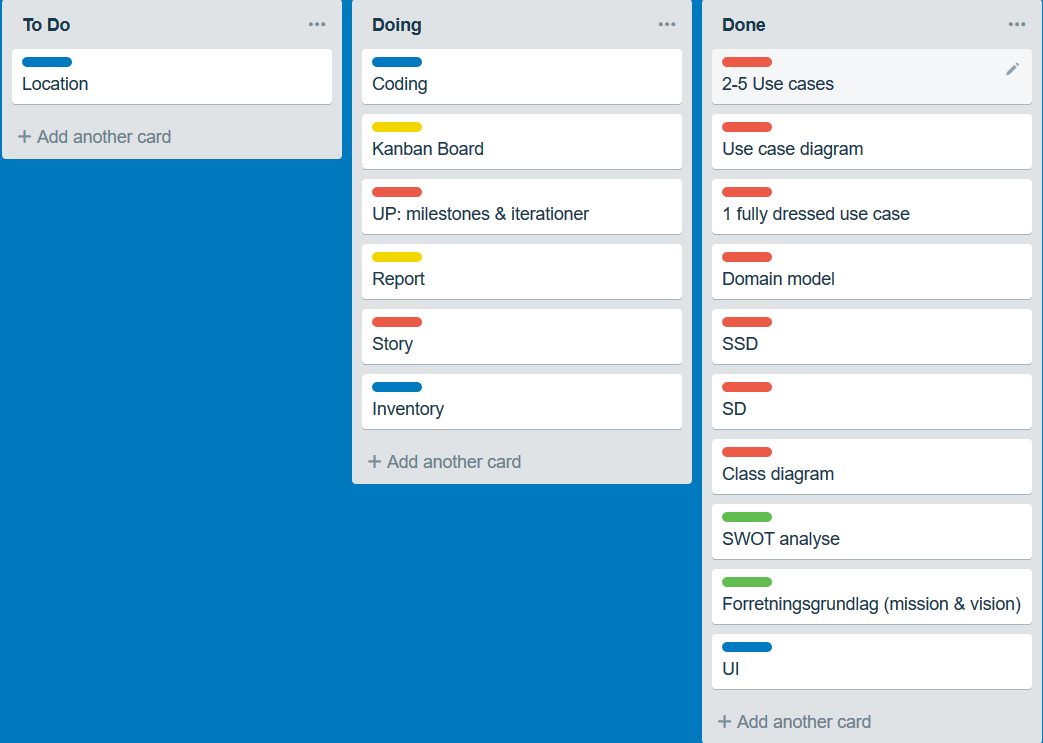 To Do
Location
+ Add another card
Doing
Coding
Kanban Board
UP: milestones & iterationer
Report
Story
Inventory
+ Add another card
Done
2-5 Use cases
Use case diagram
1 fully dressed use case
Domain model
SSD
SD
Class diagram
SWOT analyse
Forretningsgrundlag (mission & vision)
UI
+ Add another card